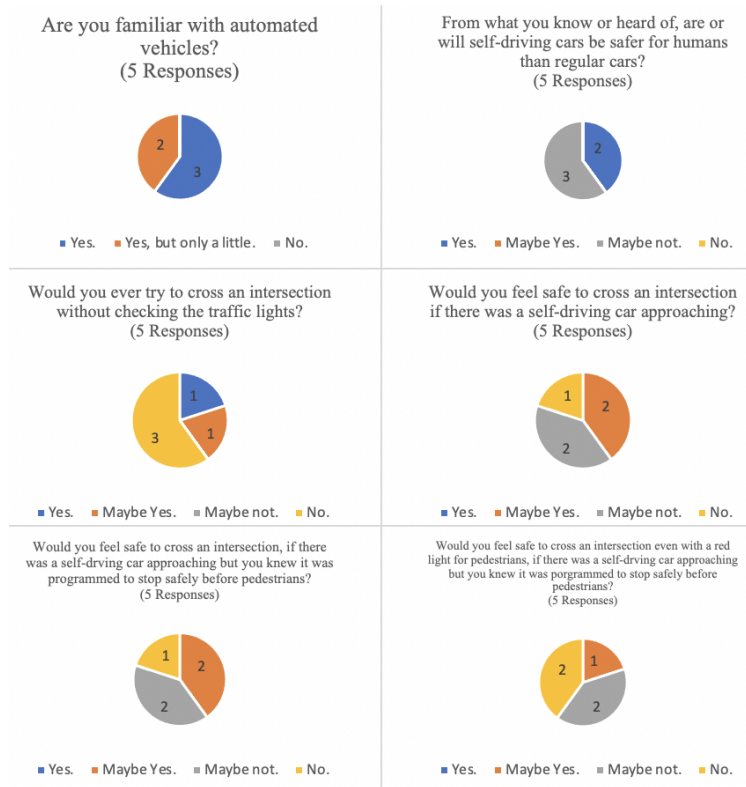 Are you familiar with automated
vehicles?
(5 Responses)
2
3
Yes. Yes, but only a little. No.
From what you know or heard of, are or
will self-driving cars be safer for humans
than regular cars?
(5 Responses)
2
3
Yes. Maybe Yes. Maybe not. No.
Would you ever try to cross an intersection
without checking the traffic lights?
(5 Responses)
1
1
3
Yes. Maybe Yes. Maybe not. No.
Would you feel safe to cross an intersection
if there was a self-driving car approaching?
(5 Responses)
1
2
2
Yes. Maybe Yes. Maybe not. No.
Would you feel safe to cross an intersection, if there
was a self-drving car approaching but you knew it was
programmed to stop safely before pedestrians?
(5 Responses)
1
2
2
Yes. Maybe Yes. Maybe not. No.
Would you feel safe to cross an intersection even with a red
light for pedestrians, if there was a self-drving car approaching
but you knew it was porgrammed to stop safely before
pedestrians?
(5 Responses)
1
2
2
Yes. Maybe Yes. Maybe not. No.